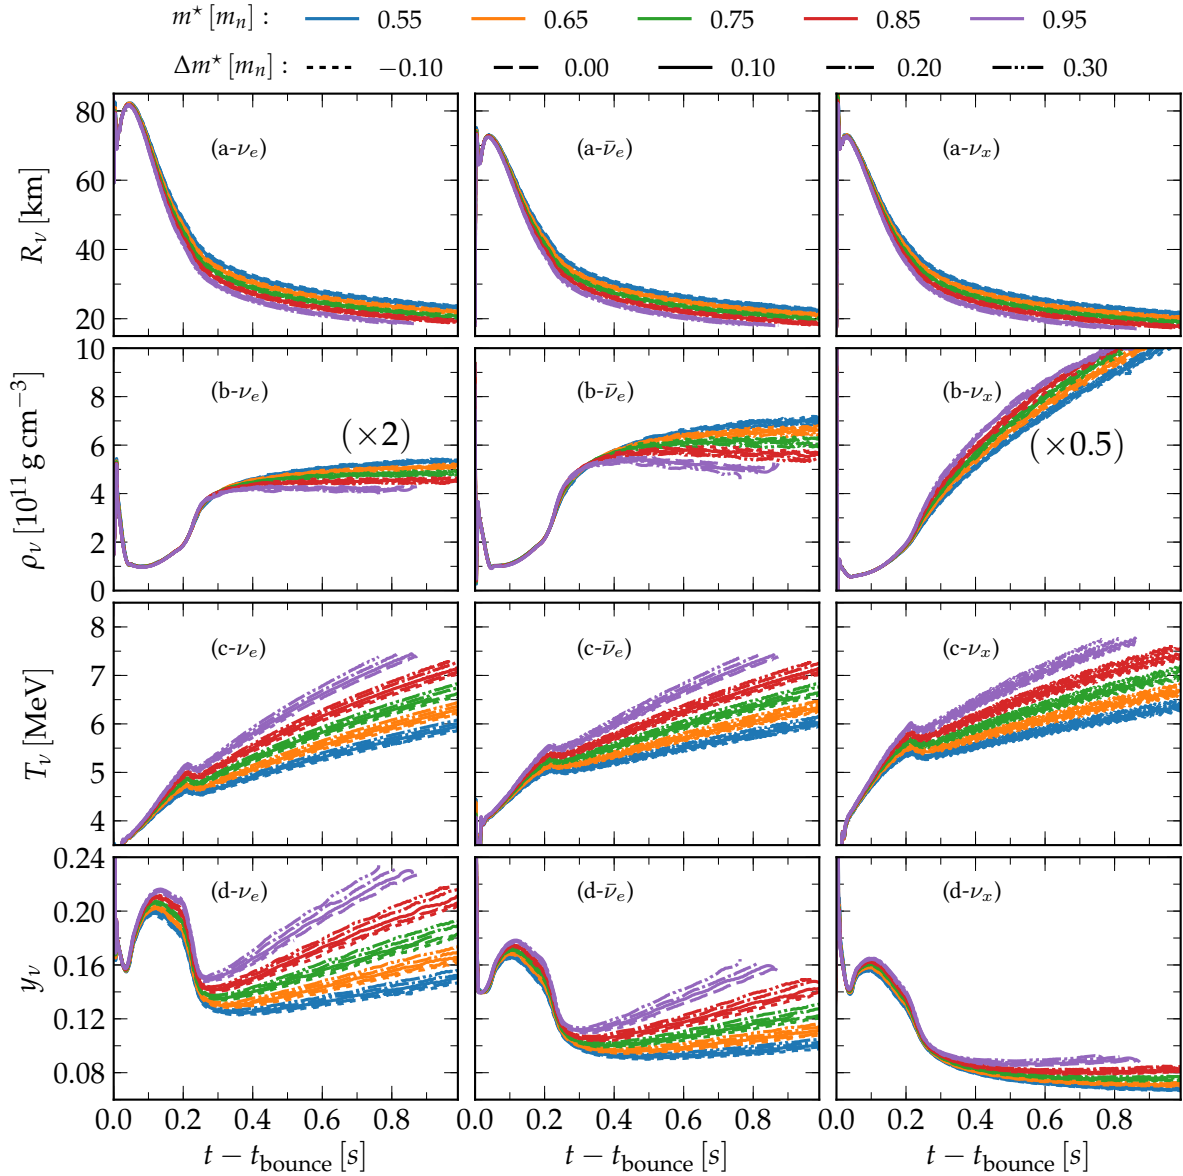 m⋆ [mₙ] : 0.55 0.65 0.75 0.85 0.95
Δm⋆ [mₙ] : −0.10 0.00 0.10 0.20 0.30
80
60
40
20
R_ν [km]
(a-ν_e) (a-ν̄_e) (a-ν_x)
10
8
6
4
2
0
ρ_ν [10¹¹ g cm⁻³]
(b-ν_e) (b-ν̄_e) (b-ν_x)
(×2) (×0.5)
8
7
6
5
4
T_ν [MeV]
(c-ν_e) (c-ν̄_e) (c-ν_x)
0.24
0.20
0.16
0.12
0.08
y_ν
(d-ν_e) (d-ν̄_e) (d-ν_x)
0.0 0.2 0.4 0.6 0.8 0.0 0.2 0.4 0.6 0.8 0.0 0.2 0.4 0.6 0.8
t − t_bounce [s] t − t_bounce [s] t − t_bounce [s]